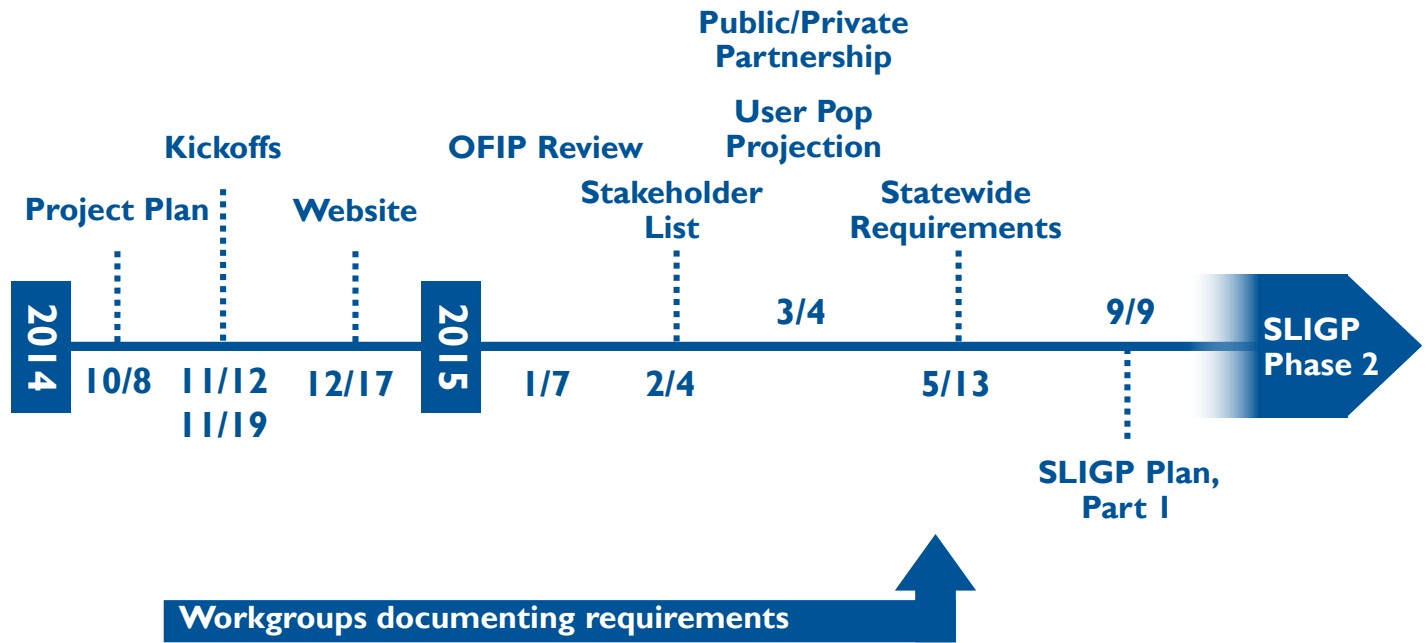 Public/Private
Partnership
User Pop
Projection
Kickoffs
OFIP Review
Project Plan
Website
Stakeholder
List
Statewide
Requirements
2014
2015
3/4
9/9
SLIGP
Phase 2
10/8
11/12
11/19
12/17
1/7
2/4
5/13
SLIGP Plan,
Part 1
Workgroups documenting requirements